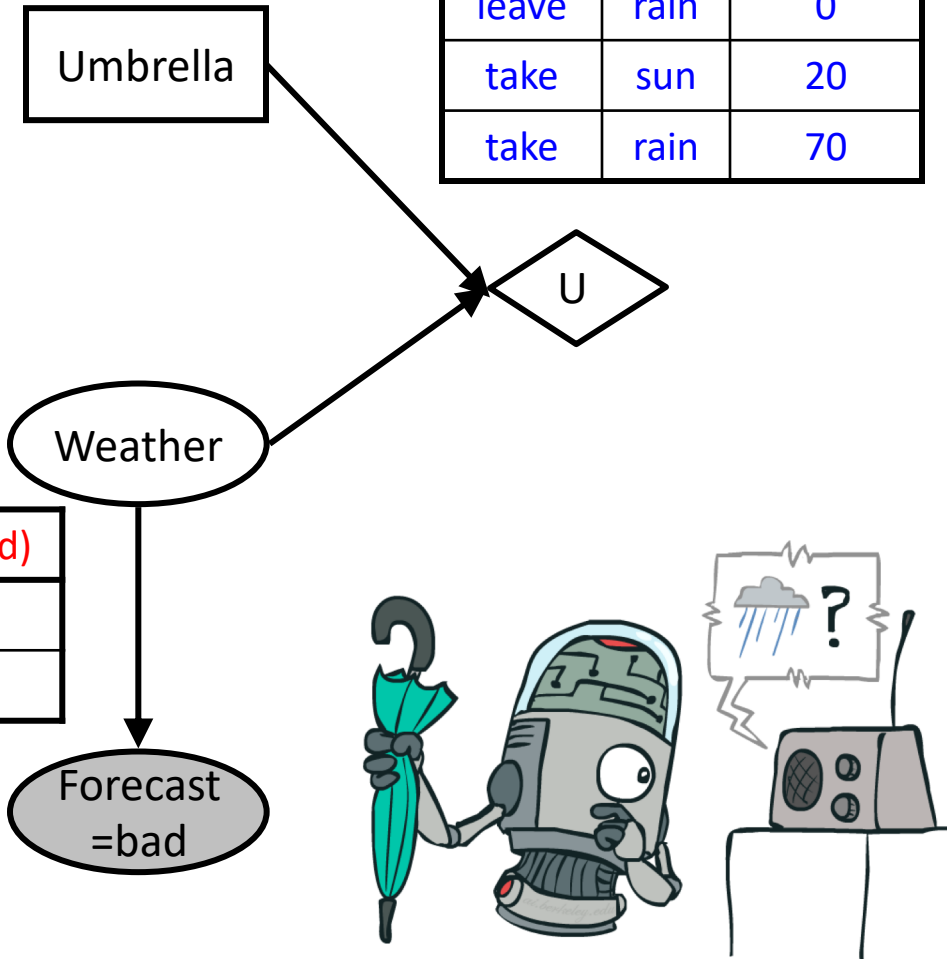 leave rain 0
Umbrella
take sun 20
take rain 70
U
Weather
d)
?
Forecast
=bad